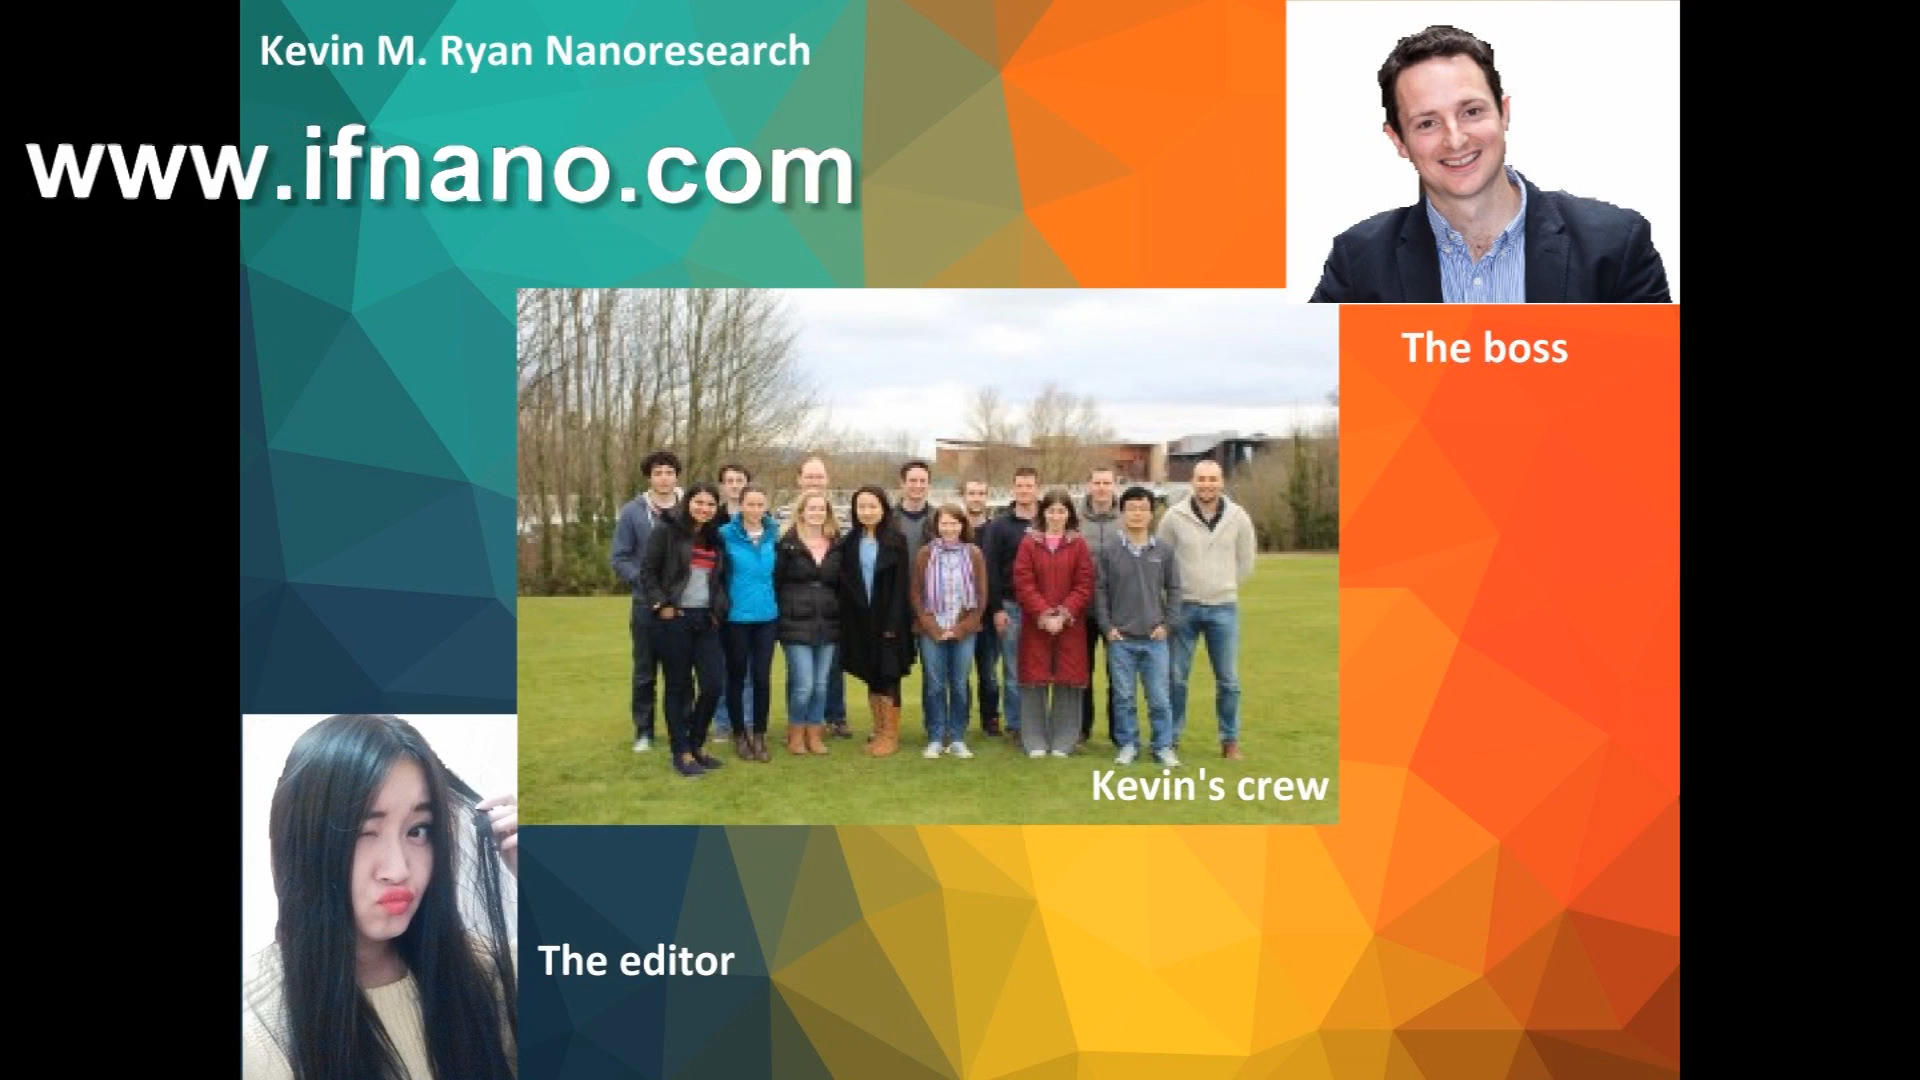 Kevin M. Ryan Nanoresearch
www.ifnano.com
The boss
Kevin's crew
The editor